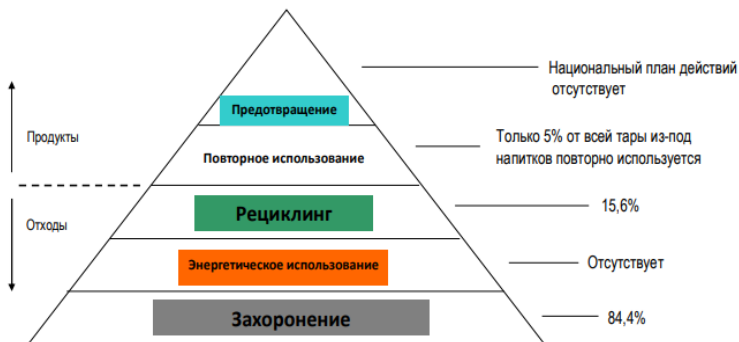 Национальный план действий
отсутствует
Предотвращение
Продукты
Только 5% от всей тары из-под
напитков повторно используется
Повторное использование
Рециклинг
15,6%
Отходы
Энергетическое использование
Отсутствует
Захоронение
84,4%